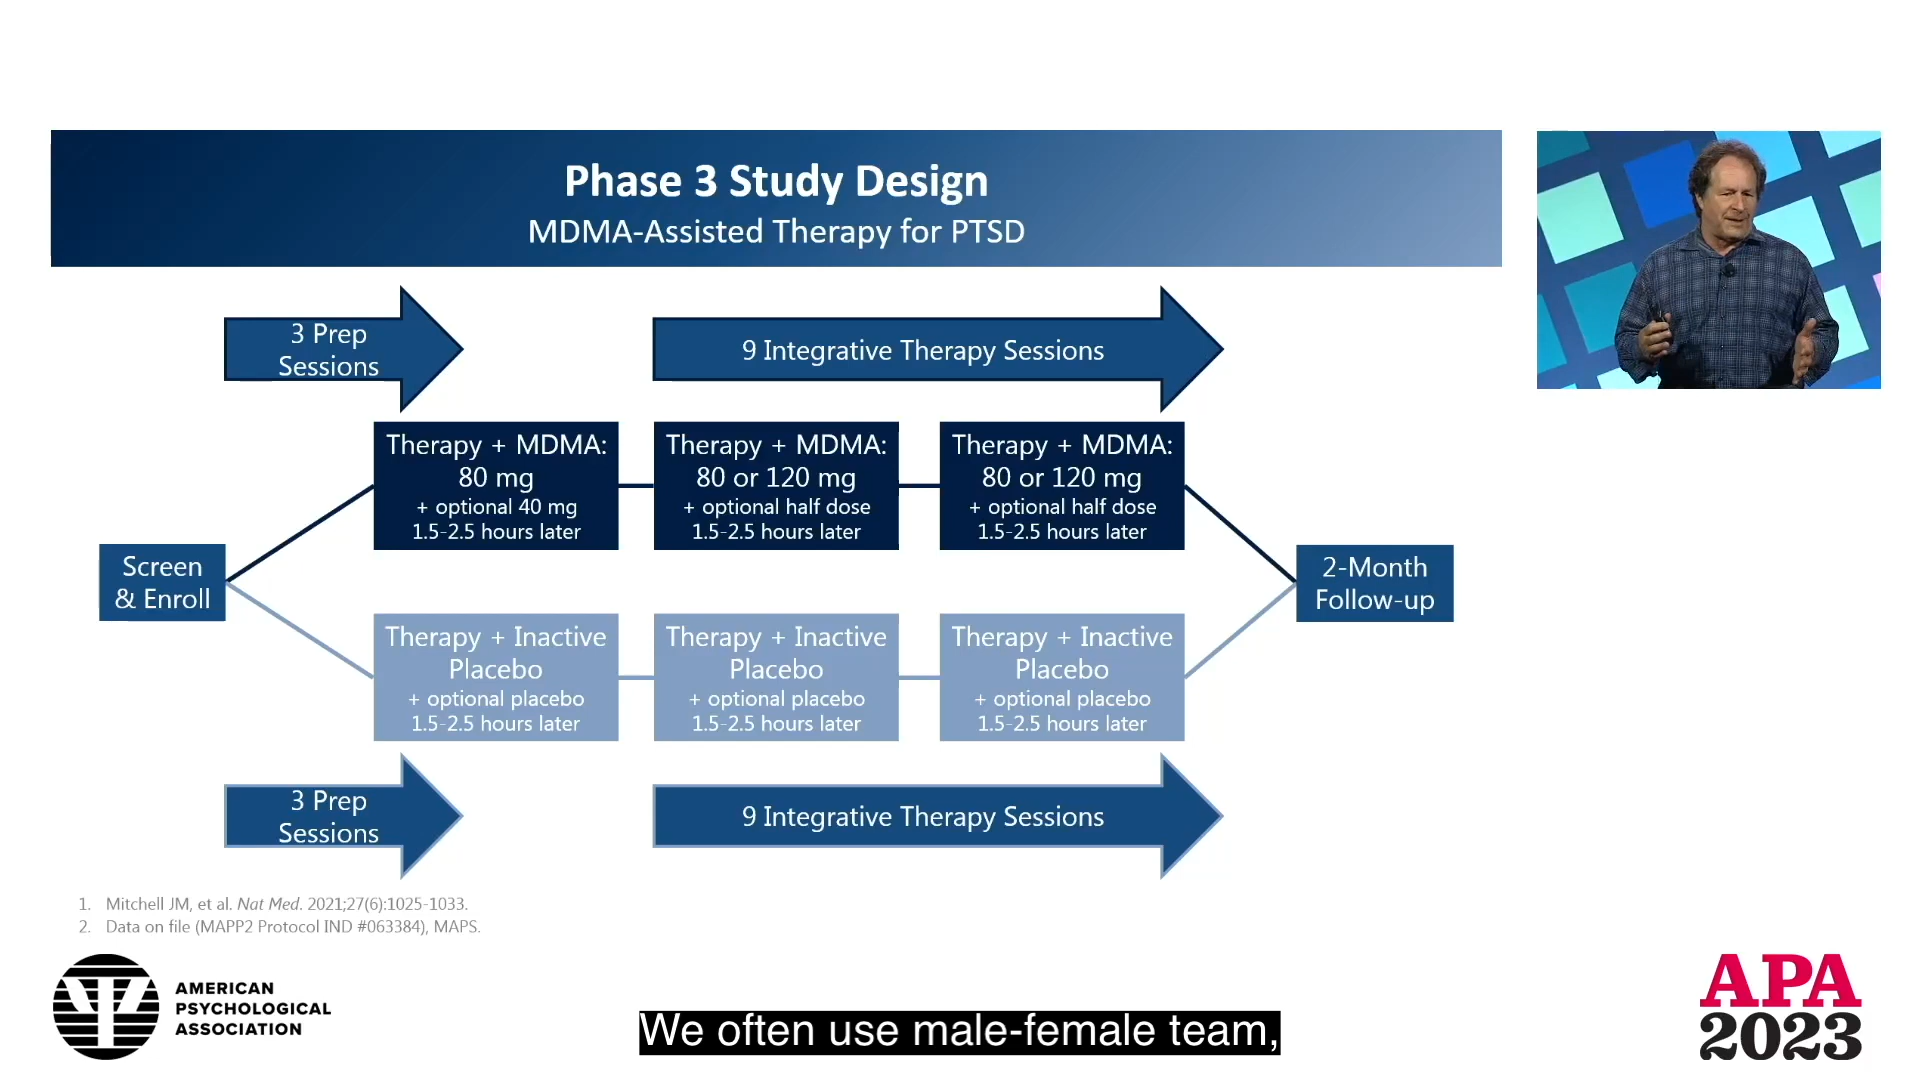 Phase 3 Study Design
MDMA-Assisted Therapy for PTSD
3 Prep
Sessions
9 Integrative Therapy Sessions
Therapy + MDMA:
80 mg
+ optional 40 mg
1.5-2.5 hours later
Therapy + MDMA:
80 or 120 mg
+ optional half dose
1.5-2.5 hours later
Therapy + MDMA:
80 or 120 mg
+ optional half dose
1.5-2.5 hours later
Screen
& Enroll
2-Month
Follow-up
Therapy + Inactive
Placebo
+ optional placebo
1.5-2.5 hours later
Therapy + Inactive
Placebo
+ optional placebo
1.5-2.5 hours later
Therapy + Inactive
Placebo
+ optional placebo
1.5-2.5 hours later
3 Prep
Sessions
9 Integrative Therapy Sessions
1. Mitchell JM, et al. Nat Med. 2021;27(6):1025-1033.
2. Data on file (MAPP2 Protocol IND #063384), MAPS.
AMERICAN
PSYCHOLOGICAL
ASSOCIATION
We often use male-female team,
APA
2023